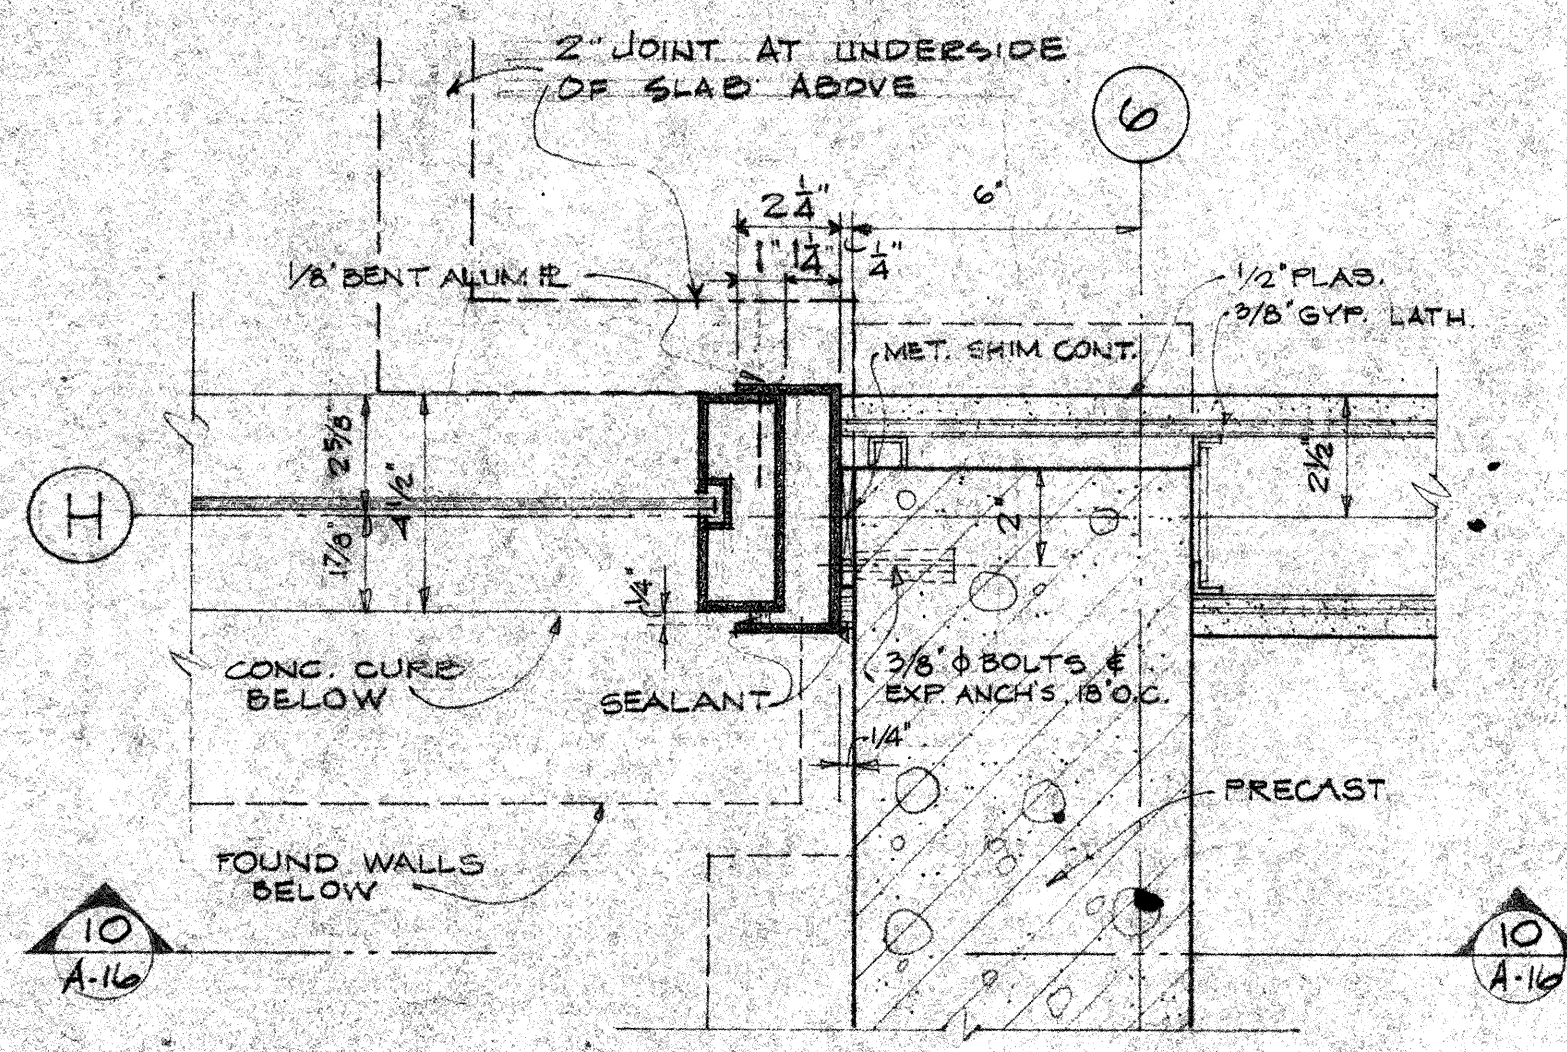 2" JOINT AT UNDERSIDE
OF SLAB ABOVE
6
6"
2 1/4"
1" 1 1/4" 1/4"
1/8" BENT ALUM. PL
1/2" PLAS.
3/8" GYP. LATH.
MET. SHIM CONT.
2 5/8"
4 1/2"
1 7/8"
2"
2 1/2"
H
1/4"
CONC. CURB
BELOW
SEALANT
3/8" ϕ BOLTS &
EXP. ANCH'S. 18" O.C.
1/4"
PRECAST
FOUND WALLS
BELOW
10
A-16
10
A-16